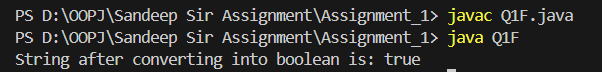 PS D:\OOPJ\Sandeep Sir Assignment\Assignment_1> javac Q1F.java
PS D:\OOPJ\Sandeep Sir Assignment\Assignment_1> java Q1F
String after converting into boolean is: true